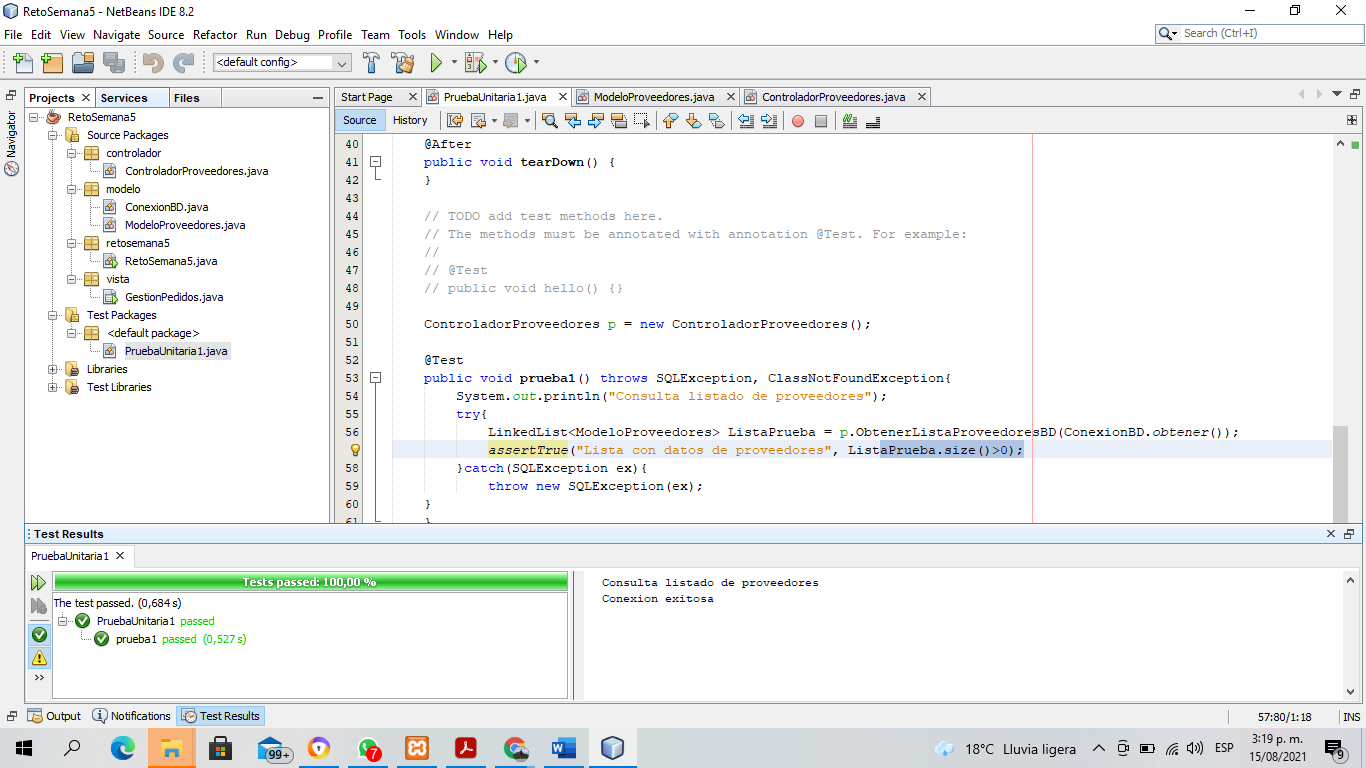 RetoSemana5 - NetBeans IDE 8.2
File Edit View Navigate Source Refactor Run Debug Profile Team Tools Window Help
Search (Ctrl+I)
<default config>
Navigator
Projects Services Files
RetoSemana5
Source Packages
controlador
ControladorProveedores.java
modelo
ConexionBD.java
ModeloProveedores.java
retosemana5
RetoSemana5.java
vista
GestionPedidos.java
Test Packages
<default package>
PruebaUnitaria1.java
Libraries
Test Libraries
Start Page PruebaUnitaria1.java ModeloProveedores.java ControladorProveedores.java
Source History
40 @After
41 public void tearDown() {
42 }
43
44 // TODO add test methods here.
45 // The methods must be annotated with annotation @Test. For example:
46 //
47 // @Test
48 // public void hello() {}
49
50 ControladorProveedores p = new ControladorProveedores();
51
52 @Test
53 public void prueba1() throws SQLException, ClassNotFoundException{
54 System.out.println("Consulta listado de proveedores");
55 try{
56 LinkedList<ModeloProveedores> ListaPrueba = p.ObtenerListaProveedoresBD(ConexionBD.obtener());
assertTrue("Lista con datos de proveedores", ListaPrueba.size()>0);
58 }catch(SQLException ex){
59 throw new SQLException(ex);
60 }
61 }
Test Results
PruebaUnitaria1
Tests passed: 100,00 %
The test passed. (0,684 s)
PruebaUnitaria1 passed
prueba1 passed (0,527 s)
Consulta listado de proveedores
Conexion exitosa
Output Notifications Test Results
57:80/1:18 INS
99+
7
18°C Lluvia ligera
ESP
3:19 p. m.
15/08/2021
9